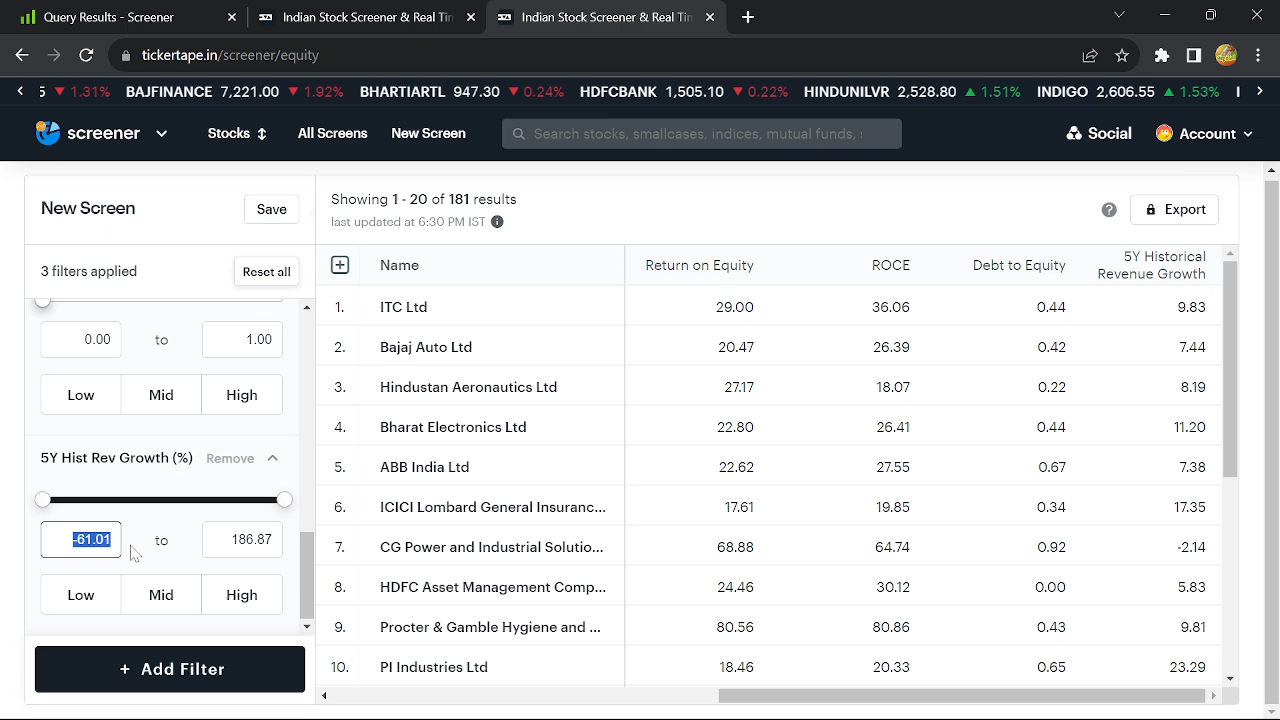 Query Results - Screener
Indian Stock Screener & Real Tin
Indian Stock Screener & Real Tin
tickertape.in/screener/equity
5 ▼ 1.31% BAJFINANCE 7,221.00 ▼ 1.92% BHARTIARTL 947.30 ▼ 0.24% HDFCBANK 1,505.10 ▼ 0.22% HINDUNILVR 2,528.80 ▲ 1.51% INDIGO 2,606.55 ▲ 1.53% I
screener Stocks All Screens New Screen Search stocks, smallcases, indices, mutual funds, Social Account
New Screen Save
3 filters applied Reset all
0.00 to 1.00
Low Mid High
5Y Hist Rev Growth (%) Remove
-61.01 to 186.87
Low Mid High
+ Add Filter
Showing 1 - 20 of 181 results
last updated at 6:30 PM IST
? Export
Name Return on Equity ROCE Debt to Equity 5Y Historical
Revenue Growth
1. ITC Ltd 29.00 36.06 0.44 9.83
2. Bajaj Auto Ltd 20.47 26.39 0.42 7.44
3. Hindustan Aeronautics Ltd 27.17 18.07 0.22 8.19
4. Bharat Electronics Ltd 22.80 26.41 0.44 11.20
5. ABB India Ltd 22.62 27.55 0.67 7.38
6. ICICI Lombard General Insuranc... 17.61 19.85 0.34 17.35
7. CG Power and Industrial Solutio... 68.88 64.74 0.92 -2.14
8. HDFC Asset Management Comp... 24.46 30.12 0.00 5.83
9. Procter & Gamble Hygiene and ... 80.56 80.86 0.43 9.81
10. PI Industries Ltd 18.46 20.33 0.65 23.29